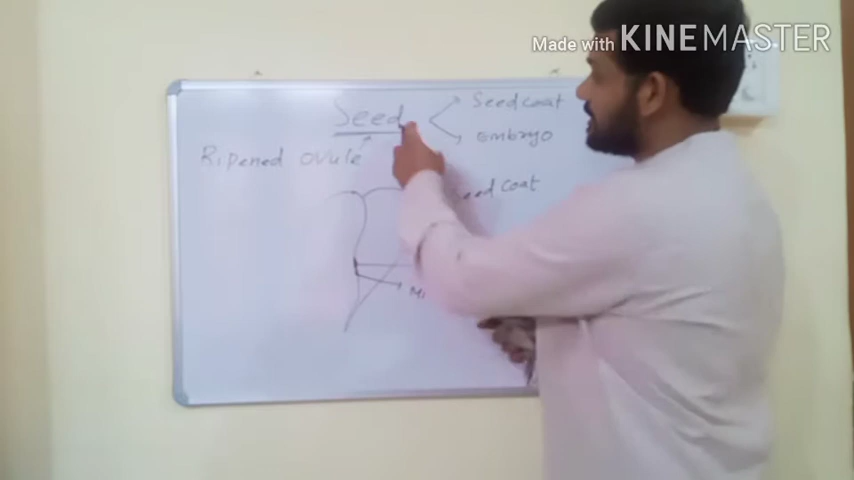 Made with KINEMASTER
Seed
Seed coat
Embryo
Ripened ovule
Seed coat